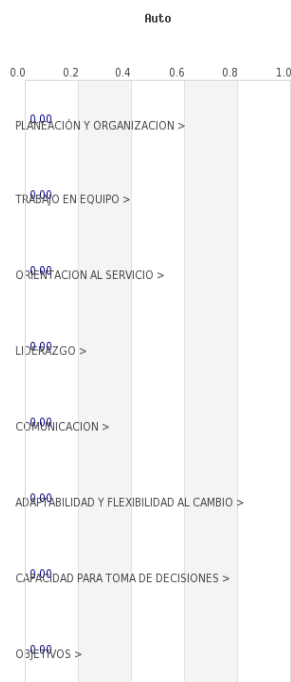 Auto
0.0 0.2 0.4 0.6 0.8 1.0
0.00
PLANEACIÓN Y ORGANIZACION >
0.00
TRABAJO EN EQUIPO >
0.00
ORIENTACION AL SERVICIO >
0.00
LIDERAZGO >
0.00
COMUNICACION >
0.00
ADAPTABILIDAD Y FLEXIBILIDAD AL CAMBIO >
0.00
CAPACIDAD PARA TOMA DE DECISIONES >
0.00
OBJETIVOS >